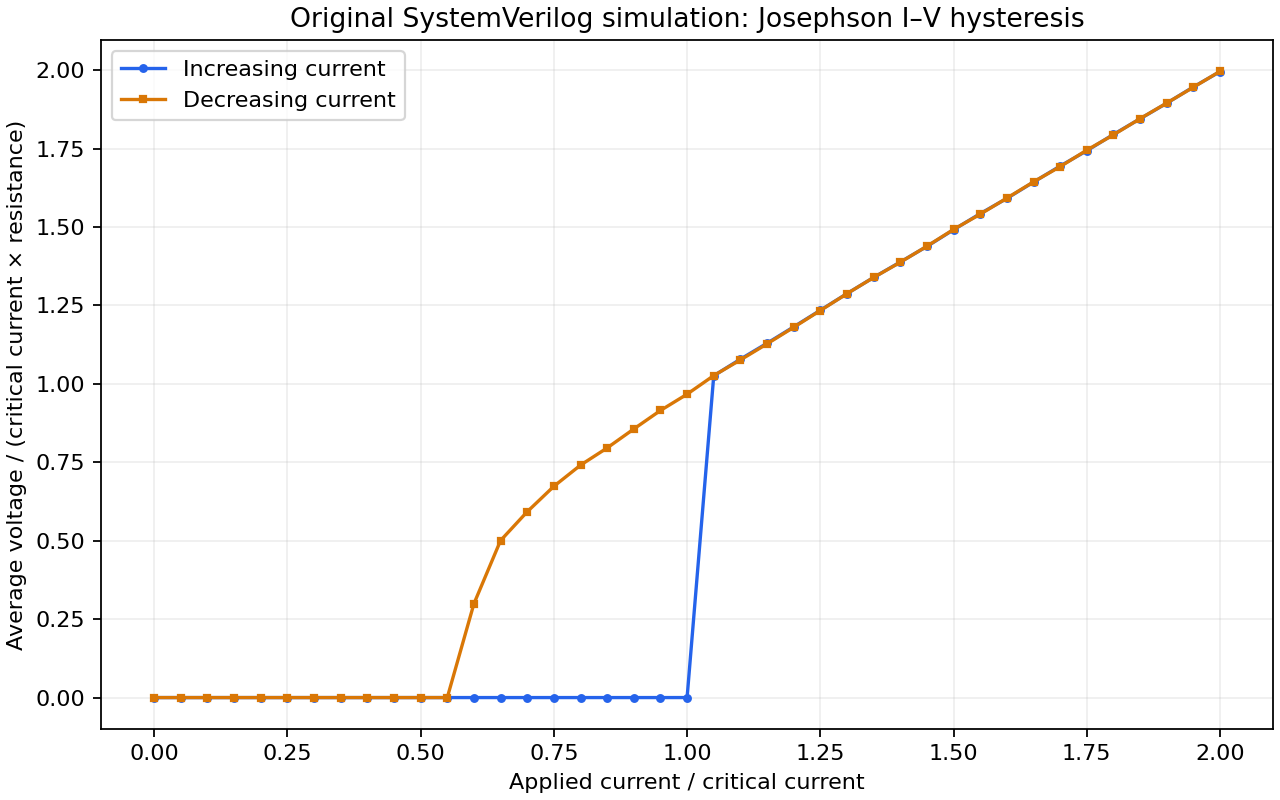 Original SystemVerilog simulation: Josephson I–V hysteresis
Increasing current
Decreasing current
Average voltage / (critical current × resistance)
2.00
1.75
1.50
1.25
1.00
0.75
0.50
0.25
0.00
0.00 0.25 0.50 0.75 1.00 1.25 1.50 1.75 2.00
Applied current / critical current